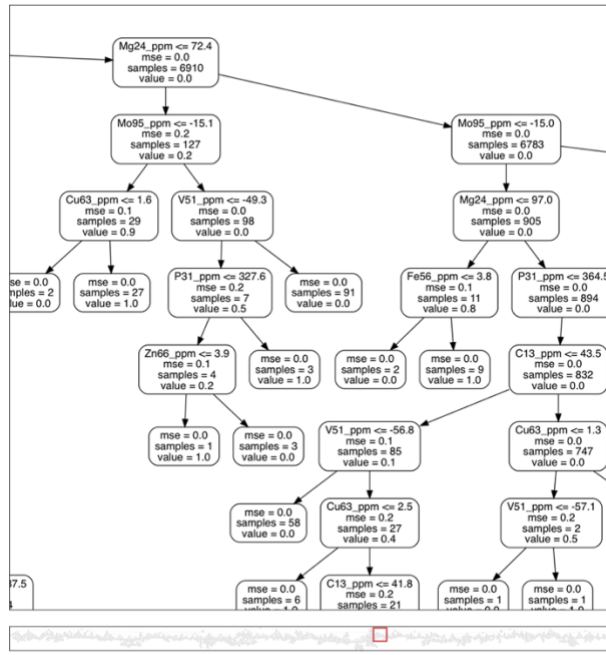 Mg24_ppm <= 72.4
mse = 0.0
samples = 6910
value = 0.0
Mo95_ppm <= -15.1
mse = 0.2
samples = 127
value = 0.2
Mo95_ppm <= -15.0
mse = 0.0
samples = 6783
value = 0.0
Cu63_ppm <= 1.6
mse = 0.1
samples = 29
value = 0.9
V51_ppm <= -49.3
mse = 0.0
samples = 98
value = 0.0
Mg24_ppm <= 97.0
mse = 0.0
samples = 905
value = 0.0
se = 0.0
mples = 2
lue = 0.0
mse = 0.0
samples = 27
value = 1.0
P31_ppm <= 327.6
mse = 0.2
samples = 7
value = 0.5
mse = 0.0
samples = 91
value = 0.0
Fe56_ppm <= 3.8
mse = 0.1
samples = 11
value = 0.8
P31_ppm <= 364.5
mse = 0.0
samples = 894
value = 0.0
Zn66_ppm <= 3.9
mse = 0.1
samples = 4
value = 0.2
mse = 0.0
samples = 3
value = 1.0
mse = 0.0
samples = 2
value = 0.0
mse = 0.0
samples = 9
value = 1.0
C13_ppm <= 43.5
mse = 0.0
samples = 832
value = 0.0
mse = 0.0
samples = 1
value = 1.0
mse = 0.0
samples = 3
value = 0.0
V51_ppm <= -56.8
mse = 0.1
samples = 85
value = 0.1
Cu63_ppm <= 1.3
mse = 0.0
samples = 747
value = 0.0
mse = 0.0
samples = 58
value = 0.0
Cu63_ppm <= 2.5
mse = 0.2
samples = 27
value = 0.4
V51_ppm <= -57.1
mse = 0.2
samples = 2
value = 0.5
37.5
mse = 0.0
samples = 6
C13_ppm <= 41.8
mse = 0.2
samples = 21
mse = 0.0
samples = 1
mse = 0.0
samples = 1